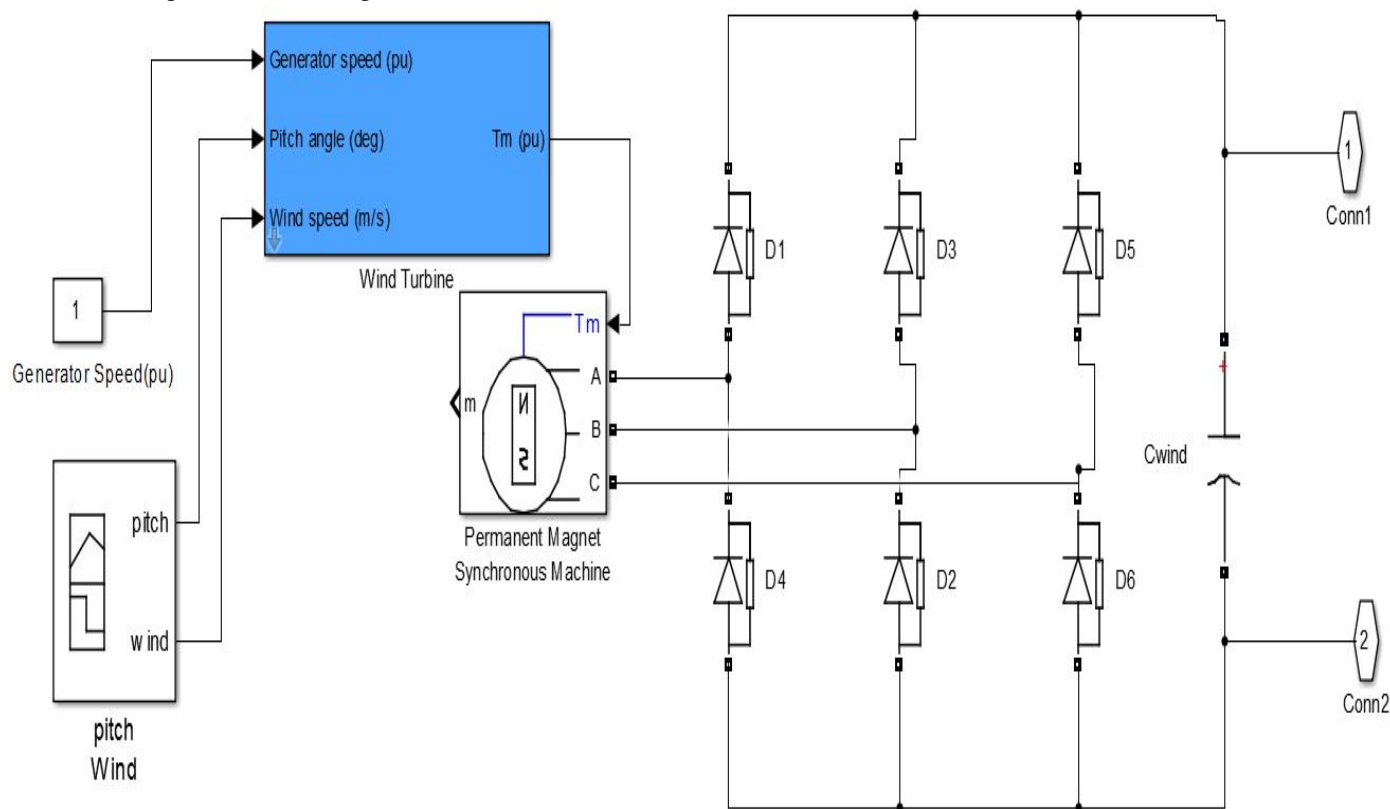 Generator speed (pu)
Pitch angle (deg)
Tm (pu)
Wind speed (m/s)
Wind Turbine
1
Generator Speed(pu)
pitch
wind
pitch
Wind
Tm
A
B
C
m
N
S
Permanent Magnet
Synchronous Machine
D1
D3
D5
D4
D2
D6
+
Cwind
1
Conn1
2
Conn2